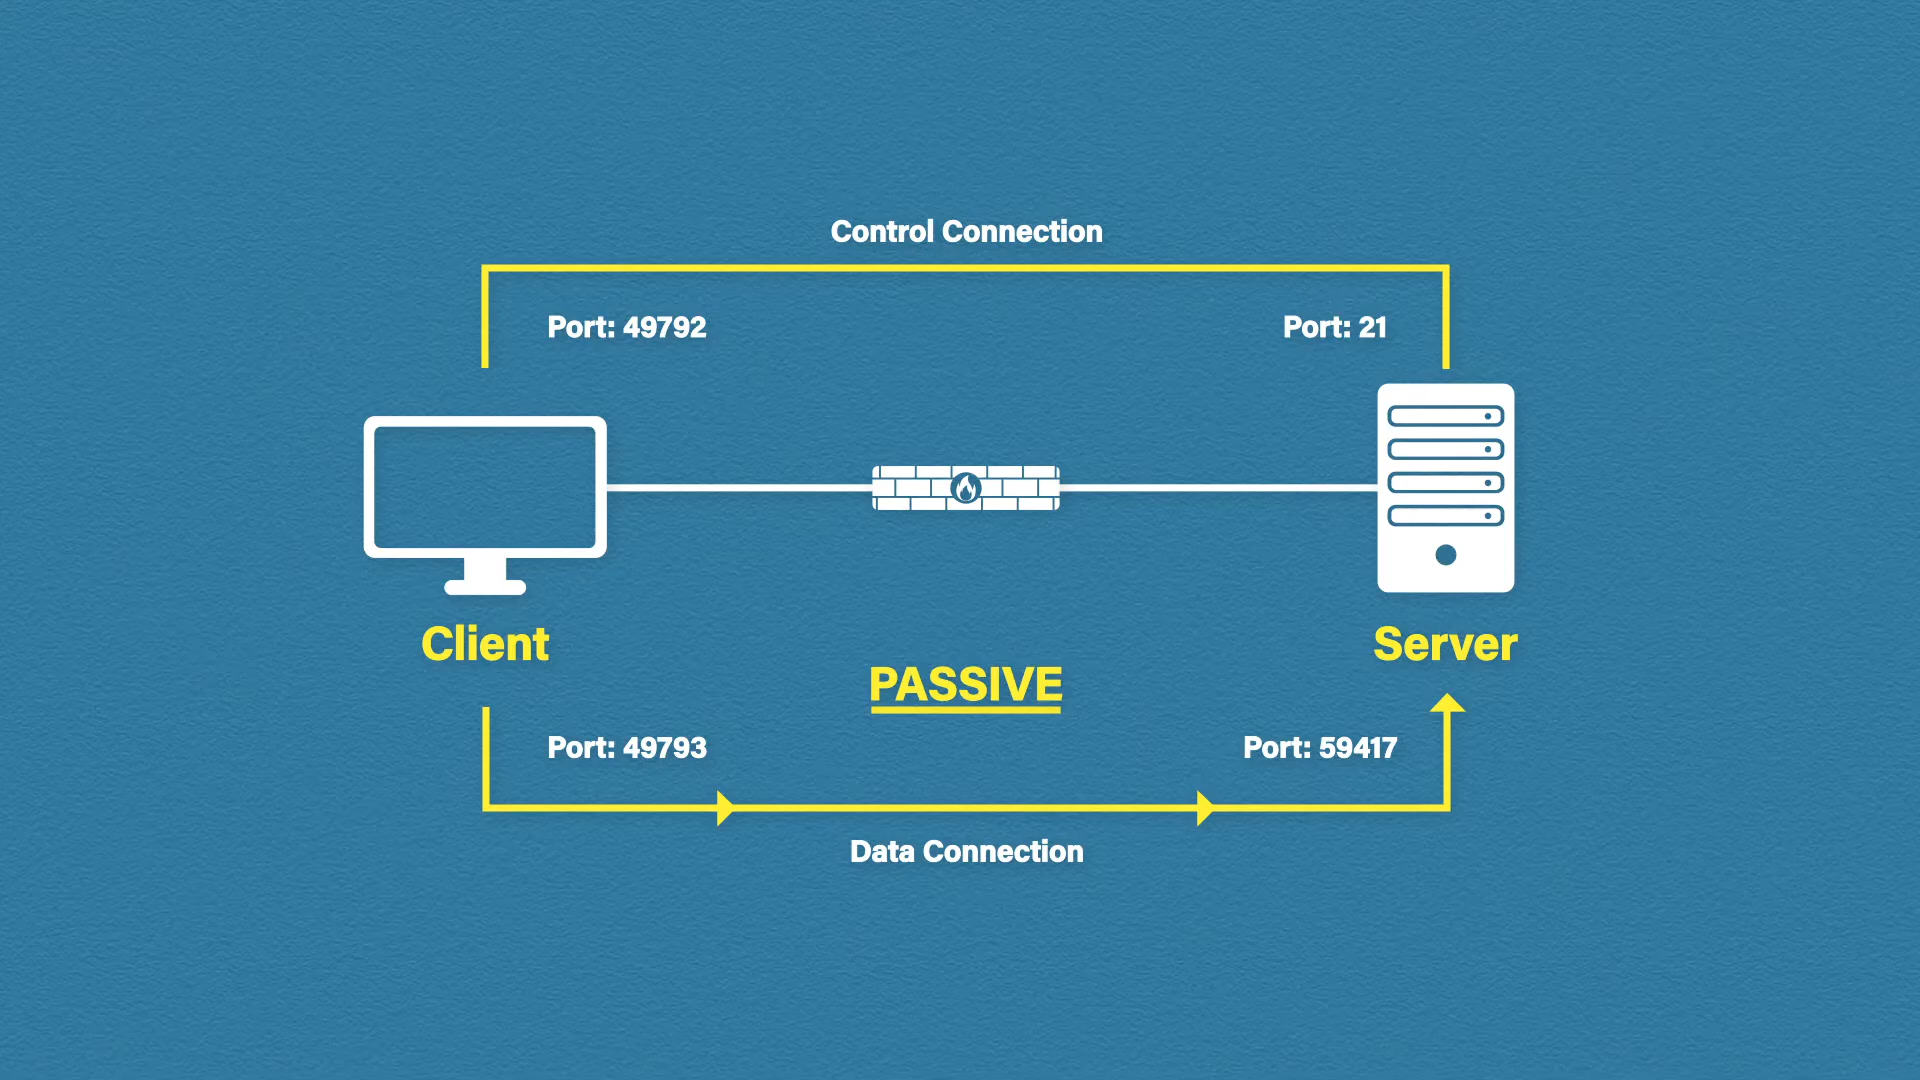 Control Connection
Port: 49792
Port: 21
Client
Server
PASSIVE
Port: 49793
Port: 59417
Data Connection